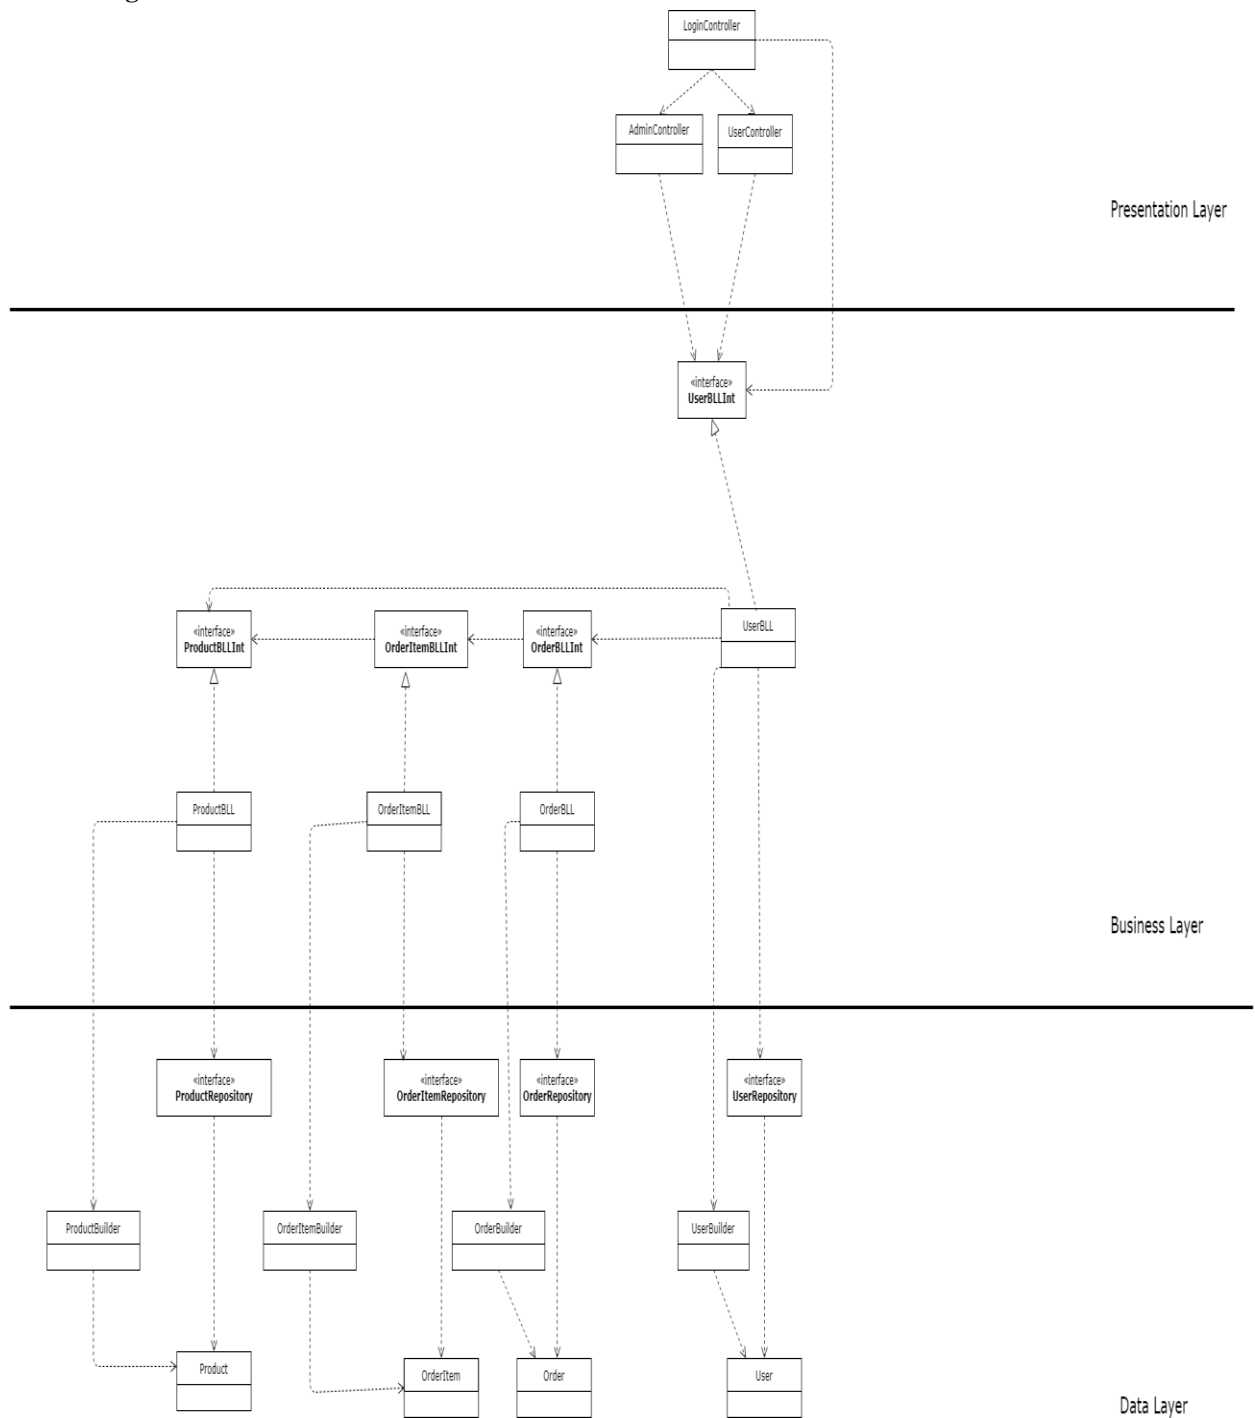 LoginController
AdminController
UserController
Presentation Layer
«interface»
UserBLLInt
«interface»
ProductBLLInt
«interface»
OrderItemBLLInt
«interface»
OrderBLLInt
UserBLL
ProductBLL
OrderItemBLL
OrderBLL
Business Layer
«interface»
ProductRepository
«interface»
OrderItemRepository
«interface»
OrderRepository
«interface»
UserRepository
ProductBuilder
OrderItemBuilder
OrderBuilder
UserBuilder
Product
OrderItem
Order
User
Data Layer